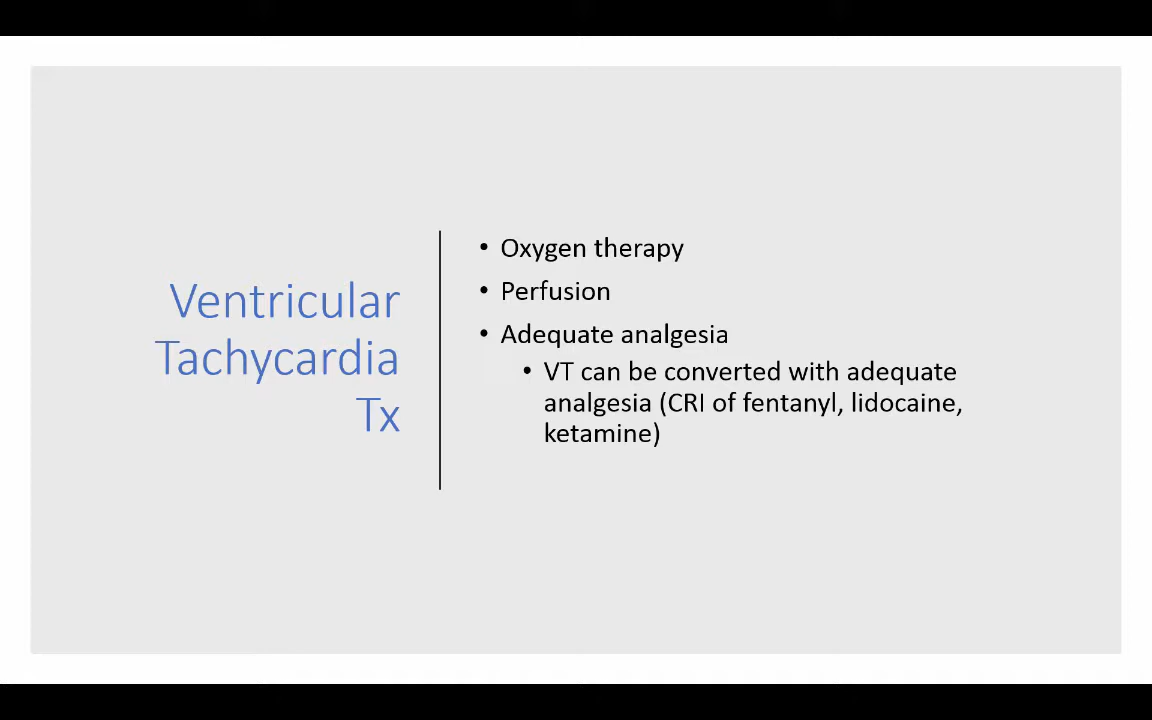 Ventricular
Tachycardia
Tx
• Oxygen therapy
• Perfusion
• Adequate analgesia
• VT can be converted with adequate
analgesia (CRI of fentanyl, lidocaine,
ketamine)